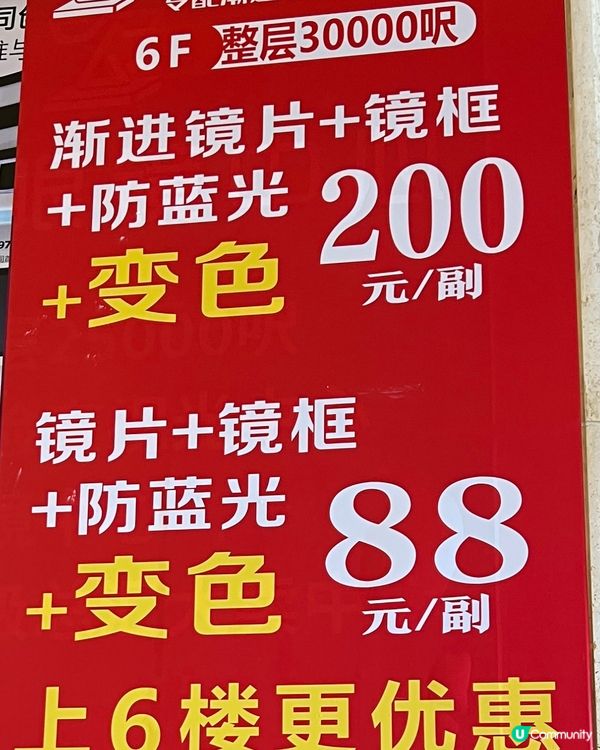 6F 整层30000呎
渐进镜片+镜框
+防蓝光
+变色
200
元/副
镜片+镜框
+防蓝光
+变色
88
元/副
上6楼更优惠
U Community